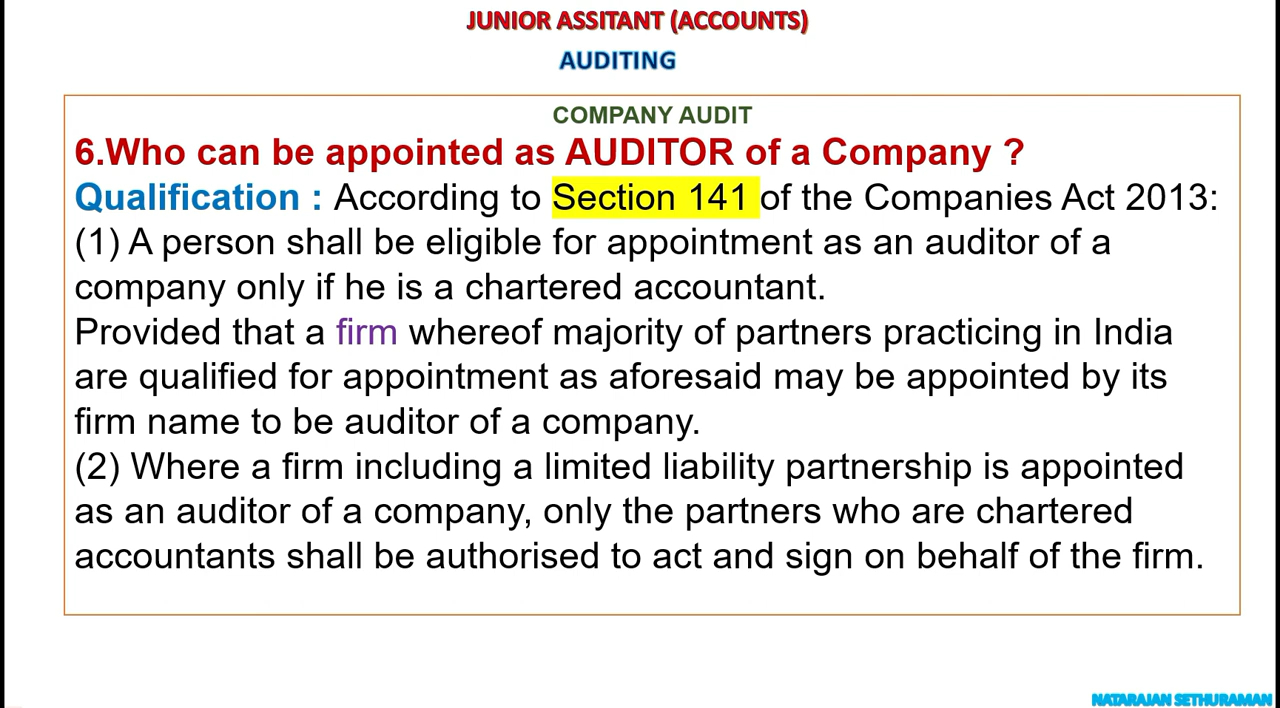 JUNIOR ASSITANT (ACCOUNTS)
AUDITING
COMPANY AUDIT
6.Who can be appointed as AUDITOR of a Company ?
Qualification : According to Section 141 of the Companies Act 2013:
(1) A person shall be eligible for appointment as an auditor of a
company only if he is a chartered accountant.
Provided that a firm whereof majority of partners practicing in India
are qualified for appointment as aforesaid may be appointed by its
firm name to be auditor of a company.
(2) Where a firm including a limited liability partnership is appointed
as an auditor of a company, only the partners who are chartered
accountants shall be authorised to act and sign on behalf of the firm.
NATARAJAN SETHURAMAN